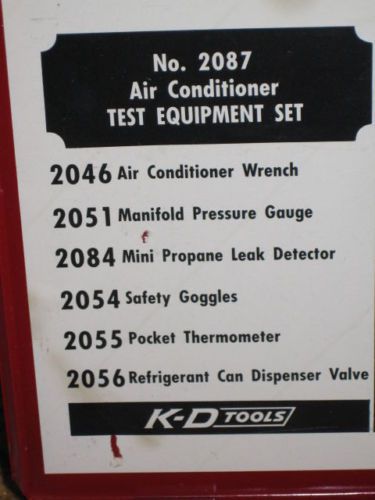 No. 2087
Air Conditioner
TEST EQUIPMENT SET
2046 Air Conditioner Wrench
2051 Manifold Pressure Gauge
2084 Mini Propane Leak Detector
2054 Safety Goggles
2055 Pocket Thermometer
2056 Refrigerant Can Dispenser Valve
K-D TOOLS